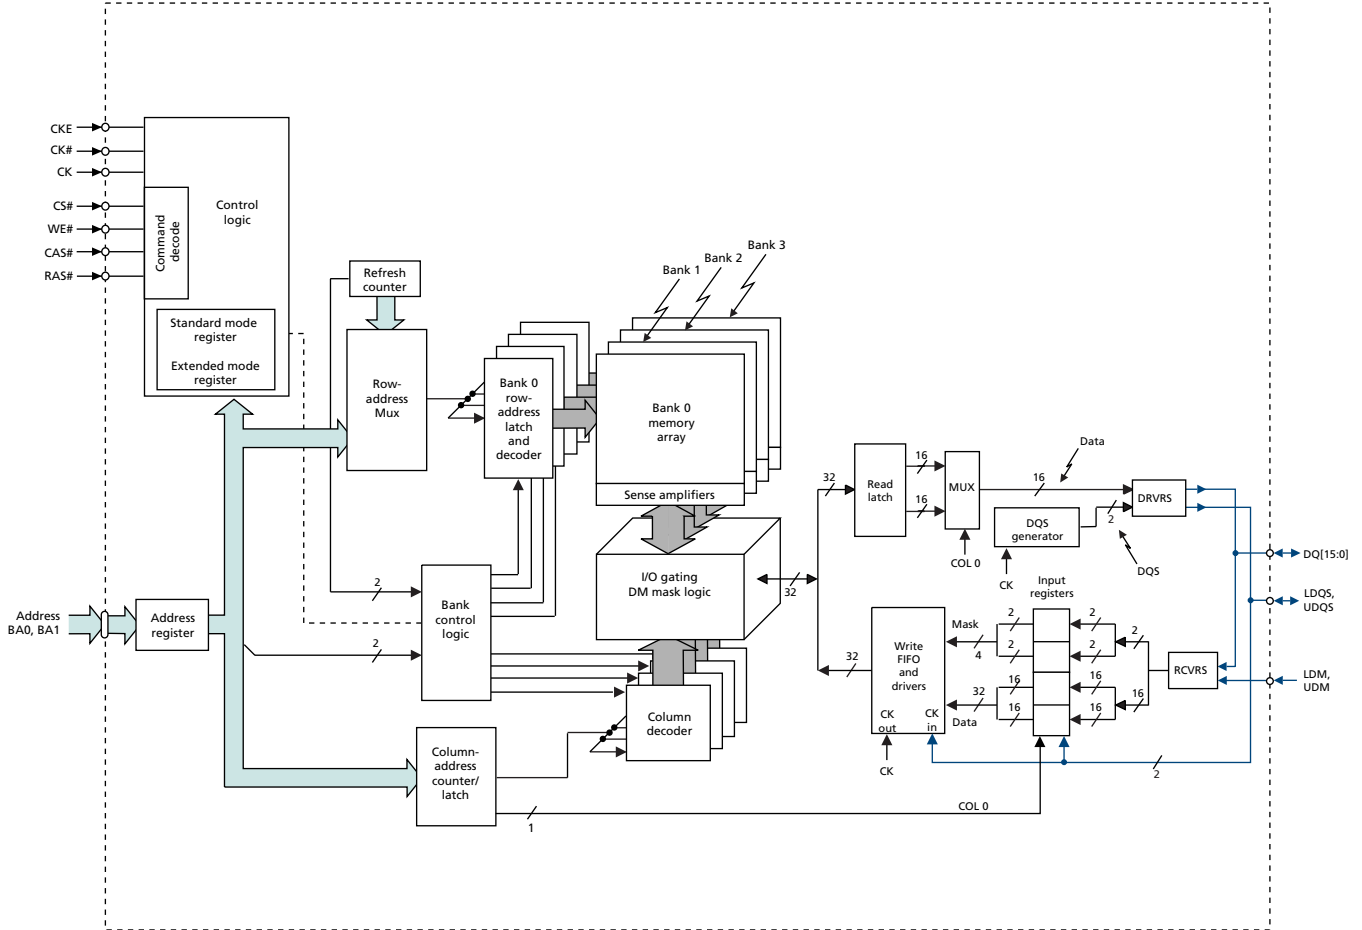 CKE
CK#
CK
CS#
WE#
CAS#
RAS#
Command
decode
Control
logic
Standard mode
register
Extended mode
register
Refresh
counter
Row-
address
Mux
Bank 0
row-
address
latch
and
decoder
Bank 1
Bank 2
Bank 3
Bank 0
memory
array
Sense amplifiers
I/O gating
DM mask logic
32
32
Read
latch
16
16
MUX
COL 0
16
Data
DQS
generator
CK
2
DQS
DRVRS
DQ[15:0]
LDQS,
UDQS
LDM,
UDM
Address
BA0, BA1
Address
register
2
2
Bank
control
logic
Column
decoder
Column-
address
counter/
latch
1
COL 0
32
Write
FIFO
and
drivers
CK
out
CK
in
CK
Mask
4
32
Data
Input
registers
2
2
16
16
2
2
16
16
2
16
RCVRS
2